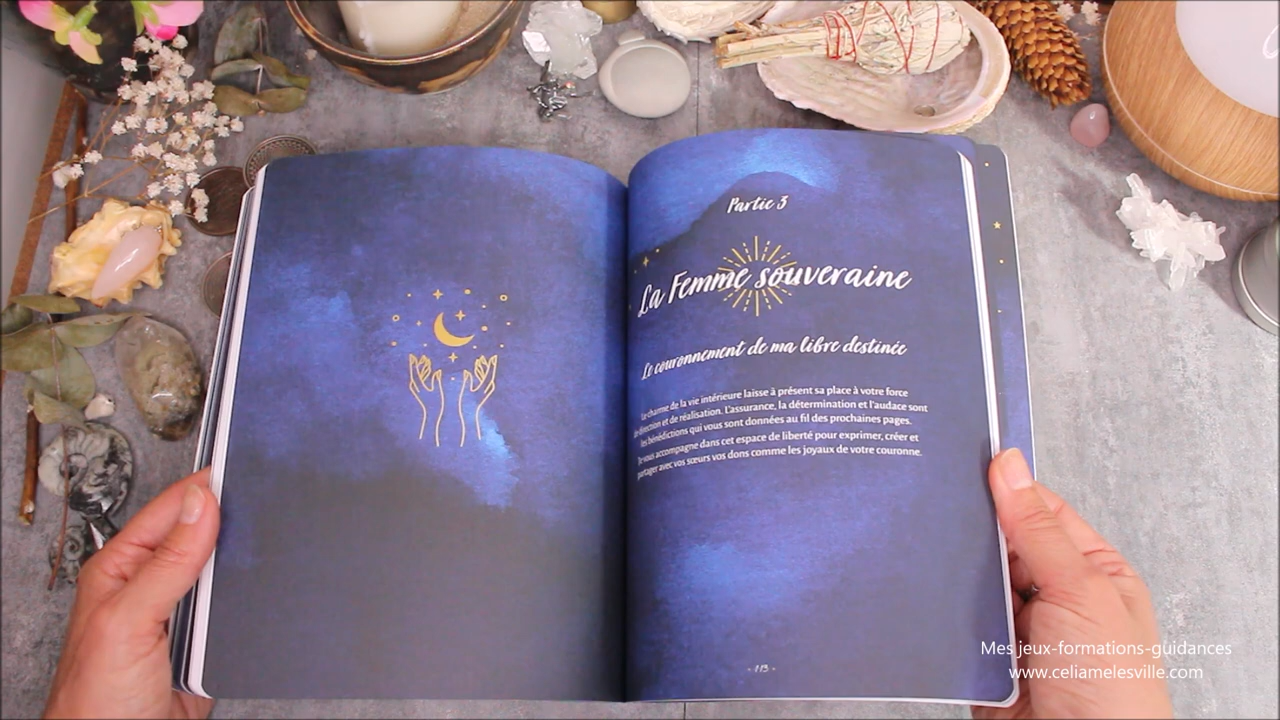 Partie 3
La Femme souveraine
Le couronnement de ma libre destinée
Le charme de la vie intérieure laisse à présent sa place à votre force
de direction et de réalisation. L'assurance, la détermination et l'audace sont
les bénédictions qui vous sont données au fil des prochaines pages.
Je vous accompagne dans cet espace de liberté pour exprimer, créer et
partager avec vos sœurs vos dons comme les joyaux de votre couronne.
Mes jeux-formations-guidances
www.celiamelesville.com